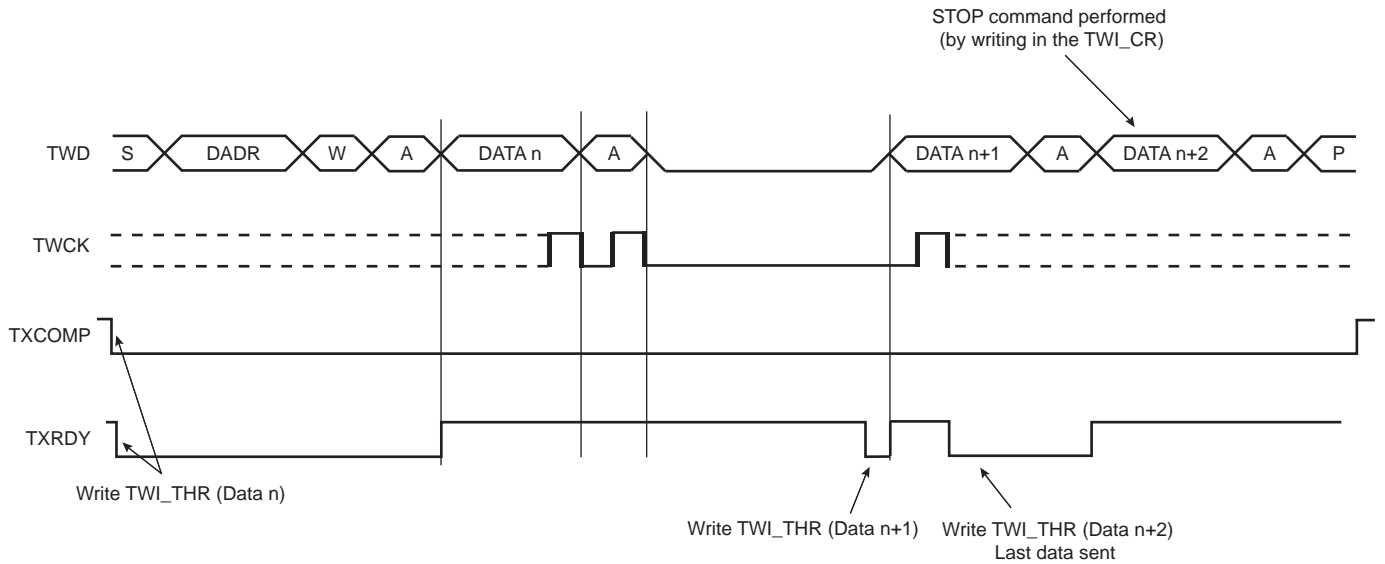 STOP command performed
(by writing in the TWI_CR)
TWD S DADR W A DATA n A DATA n+1 A DATA n+2 A P
TWCK
TXCOMP
TXRDY
Write TWI_THR (Data n)
Write TWI_THR (Data n+1)
Write TWI_THR (Data n+2)
Last data sent